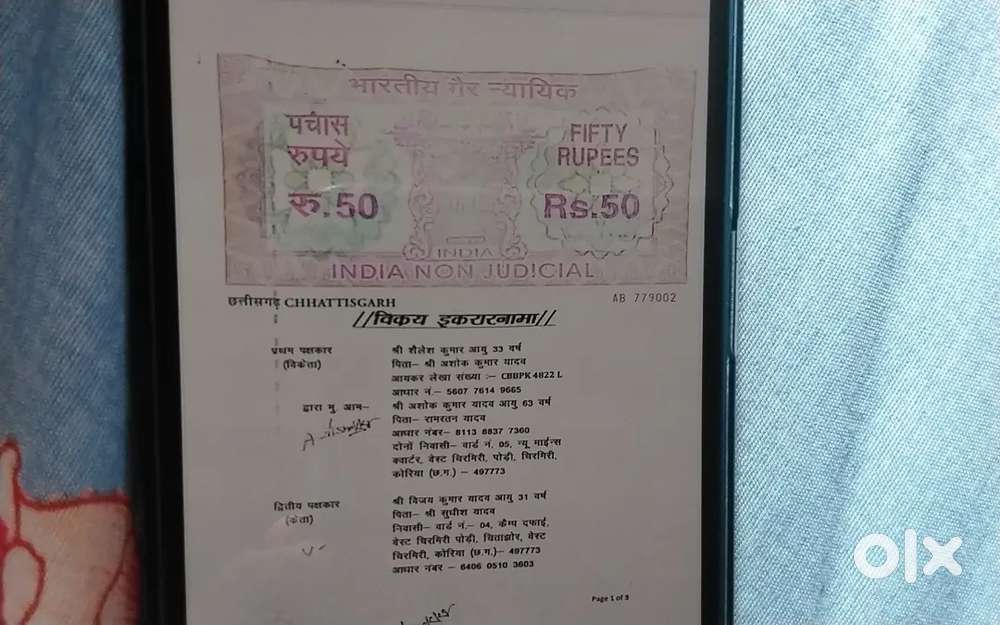 भारतीय गैर न्यायिक
पचास
रुपये
रु.50
FIFTY
RUPEES
Rs.50
INDIA
INDIA NON JUDICIAL
छत्तीसगढ़ CHHATTISGARH
AB 779002
//विक्रय इकरारनामा//
प्रथम पक्षकार
(विक्रेता)
श्री शैलेश कुमार आयु 33 वर्ष
पिता– श्री अशोक कुमार यादव
आयकर लेखा संख्या :– CBBPK 4822 L
आधार नं.– 5607 7614 9665
द्वारा मु. आम–
श्री अशोक कुमार यादव आयु 63 वर्ष
पिता– रामरतन यादव
आधार नंबर– 8113 8837 7360
दोनों निवासी– वार्ड नं. 05, न्यू माईन्स
क्वार्टर, वेस्ट चिरमिरी, पोड़ी, चिरमिरी,
कोरिया (छ.ग.) – 497773
द्वितीय पक्षकार
(क्रेता)
श्री विजय कुमार यादव आयु 31 वर्ष
पिता– श्री सुधीश यादव
निवासी– वार्ड नं.– 04, कैम्प दफाई,
वेस्ट चिरमिरी पोड़ी, चिताझोर, वेस्ट
चिरमिरी, कोरिया (छ.ग.)– 497773
आधार नंबर – 6406 0510 3603
Page 1 of 3
olx